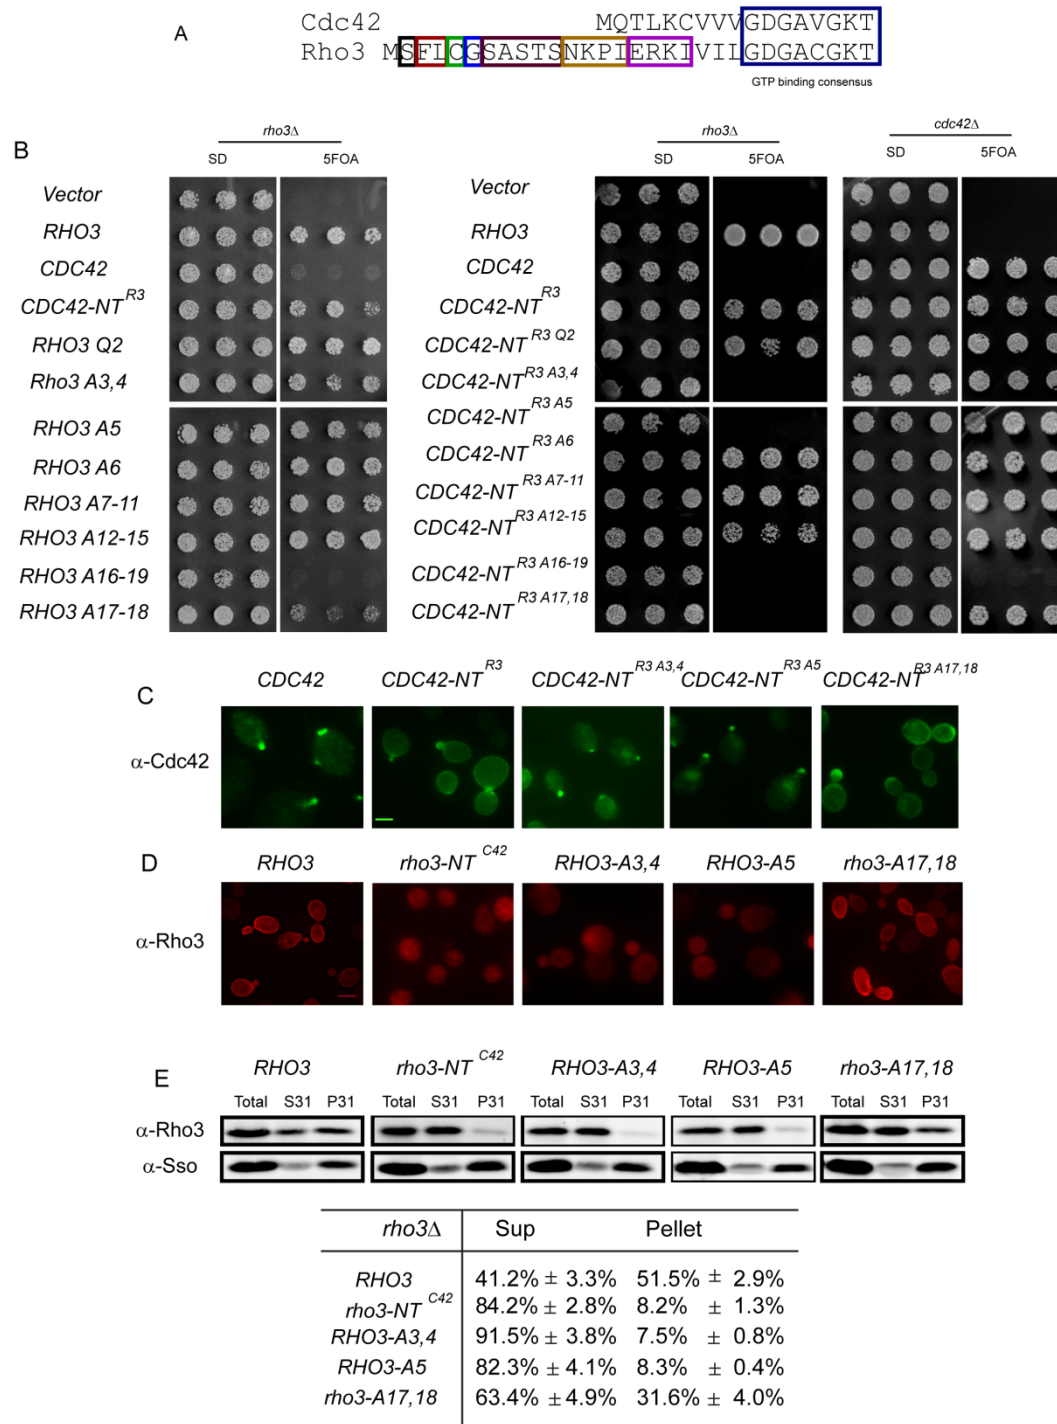 A
Cdc42 MQTLKCVVVGDGAVGKT
Rho3 MSFLCGSASTSNKPIERKIVILGDGACGKT
GTP binding consensus
B
rho3Δ
SD 5FOA
Vector
RHO3
CDC42
CDC42-NT R3
RHO3 Q2
Rho3 A3,4
RHO3 A5
RHO3 A6
RHO3 A7-11
RHO3 A12-15
RHO3 A16-19
RHO3 A17-18
rho3Δ cdc42Δ
SD 5FOA SD 5FOA
Vector
RHO3
CDC42
CDC42-NT R3
CDC42-NT R3 Q2
CDC42-NT R3 A3,4
CDC42-NT R3 A5
CDC42-NT R3 A6
CDC42-NT R3 A7-11
CDC42-NT R3 A12-15
CDC42-NT R3 A16-19
CDC42-NT R3 A17,18
C
CDC42 CDC42-NT R3 CDC42-NT R3 A3,4 CDC42-NT R3 A5 CDC42-NT R3 A17,18
α-Cdc42
D
RHO3 rho3-NT C42 RHO3-A3,4 RHO3-A5 rho3-A17,18
α-Rho3
E
RHO3 rho3-NT C42 RHO3-A3,4 RHO3-A5 rho3-A17,18
Total S31 P31 Total S31 P31 Total S31 P31 Total S31 P31 Total S31 P31
α-Rho3
α-Sso
rho3Δ Sup Pellet
RHO3 41.2% ± 3.3% 51.5% ± 2.9%
rho3-NT C42 84.2% ± 2.8% 8.2% ± 1.3%
RHO3-A3,4 91.5% ± 3.8% 7.5% ± 0.8%
RHO3-A5 82.3% ± 4.1% 8.3% ± 0.4%
rho3-A17,18 63.4% ± 4.9% 31.6% ± 4.0%